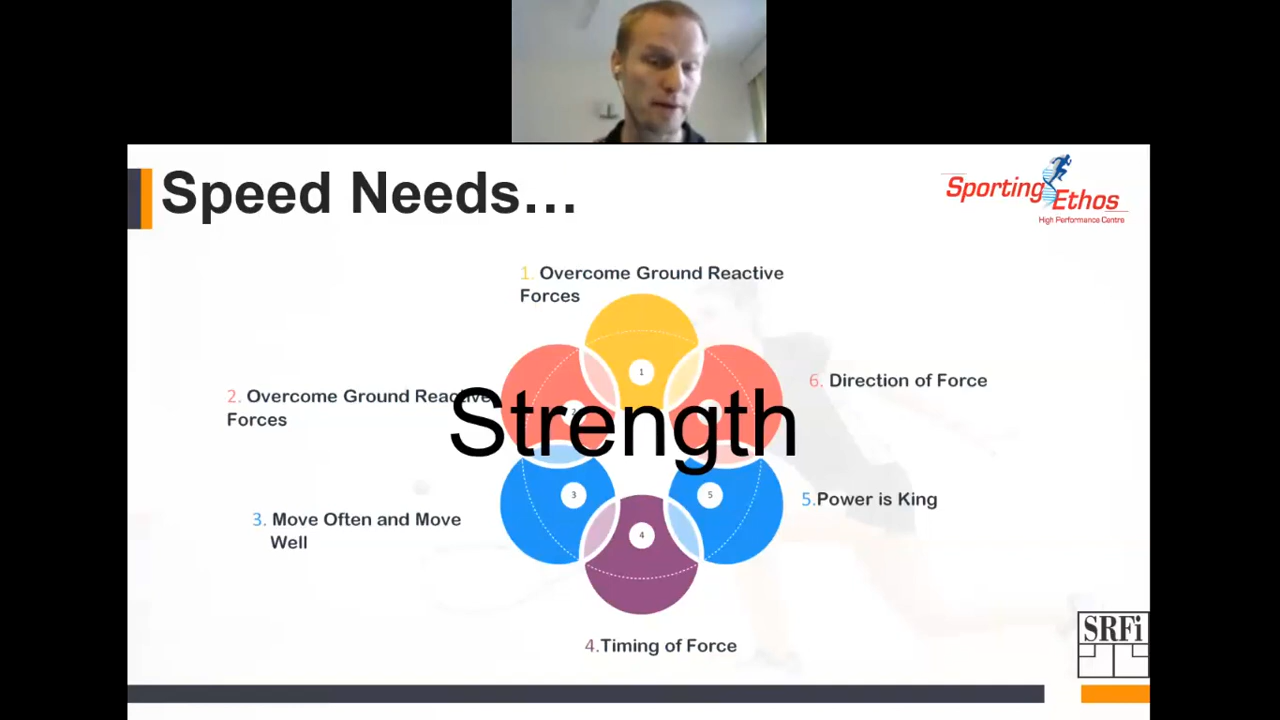 Speed Needs...
Sporting Ethos
High Performance Centre
1. Overcome Ground Reactive
Forces
2. Overcome Ground Reactive
Forces
Strength
6. Direction of Force
3. Move Often and Move
Well
5.Power is King
4.Timing of Force
1
3
5
4
SRFi